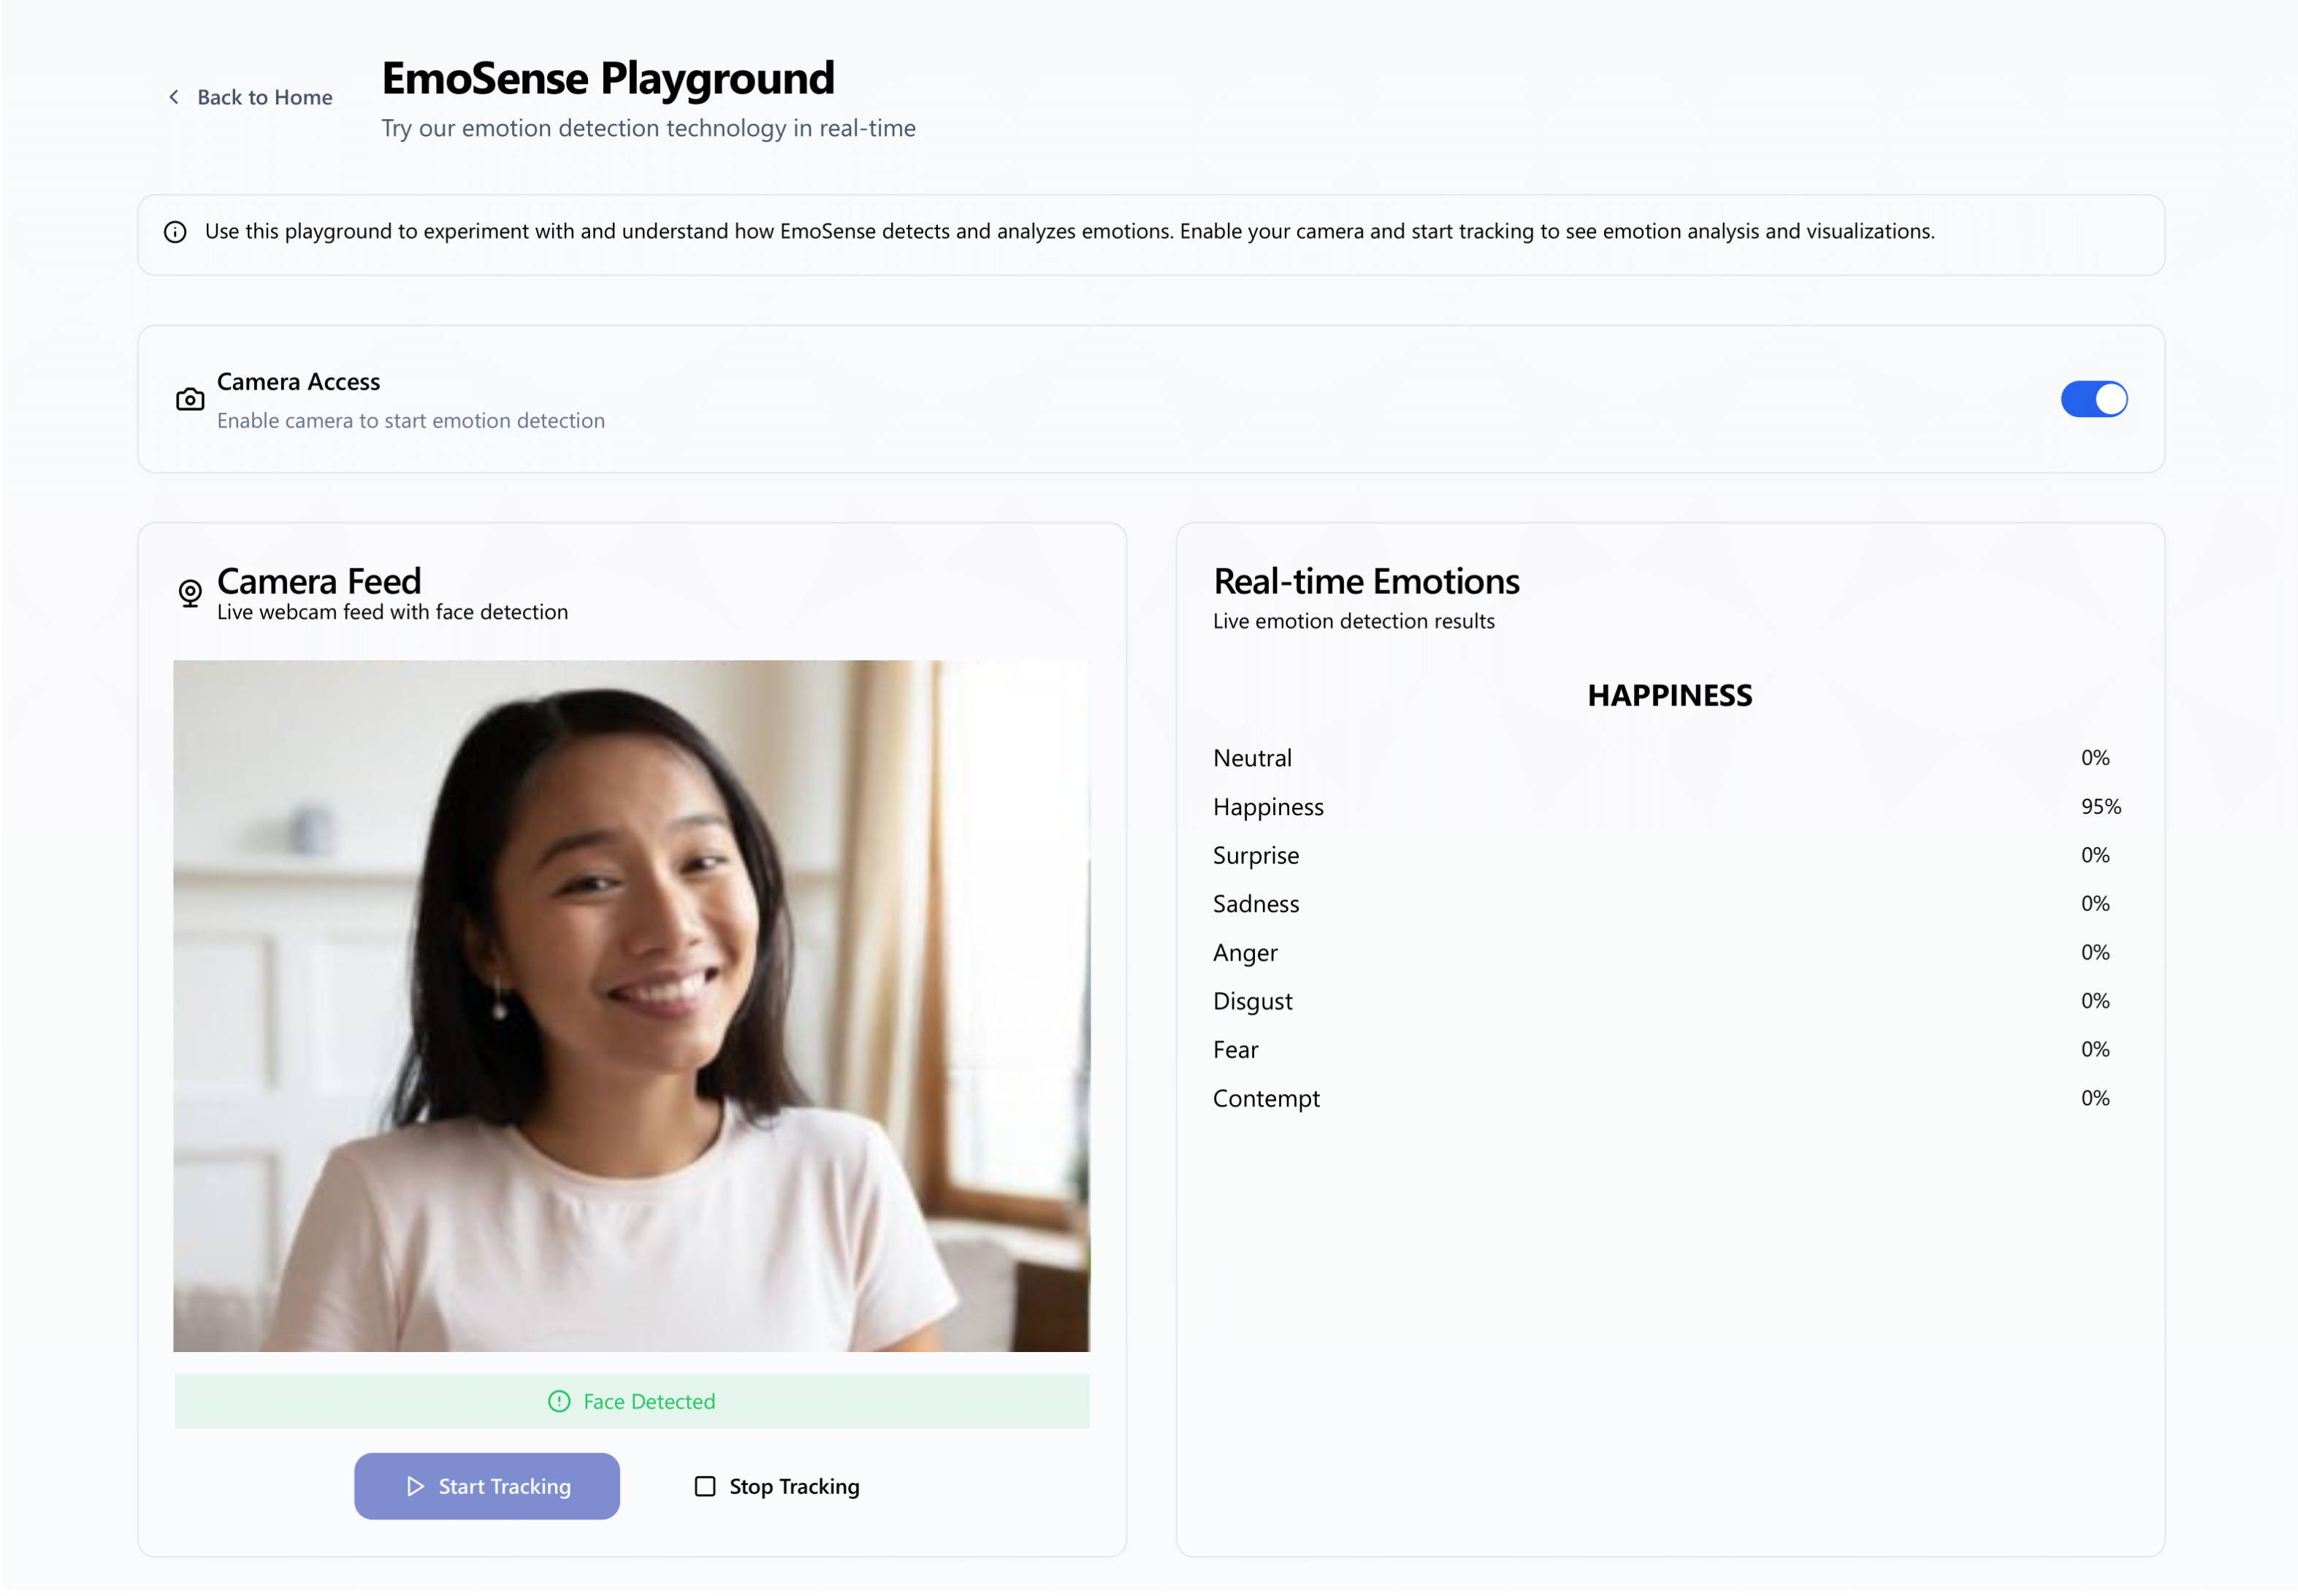 Back to Home
EmoSense Playground
Try our emotion detection technology in real-time
Use this playground to experiment with and understand how EmoSense detects and analyzes emotions. Enable your camera and start tracking to see emotion analysis and visualizations.
Camera Access
Enable camera to start emotion detection
Camera Feed
Live webcam feed with face detection
Face Detected
Start Tracking
Stop Tracking
Real-time Emotions
Live emotion detection results
HAPPINESS
Neutral 0%
Happiness 95%
Surprise 0%
Sadness 0%
Anger 0%
Disgust 0%
Fear 0%
Contempt 0%